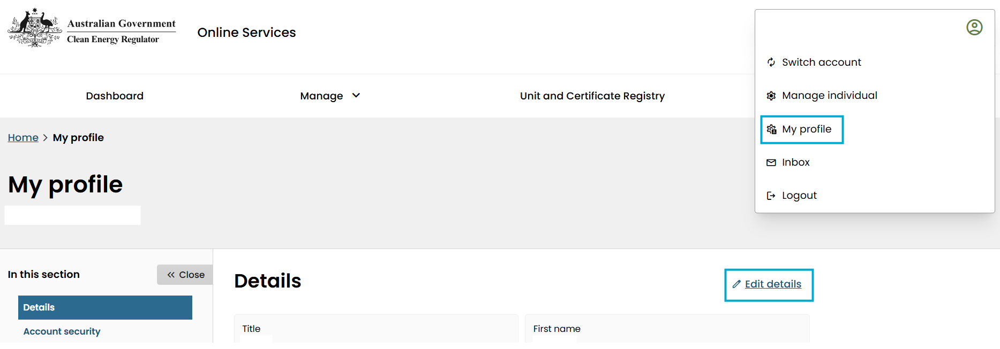 Australian Government
Clean Energy Regulator
Online Services
Switch account
Manage individual
My profile
Inbox
Logout
Dashboard
Manage
Unit and Certificate Registry
Home > My profile
My profile
In this section
Close
Details
Account security
Details
Edit details
Title
First name